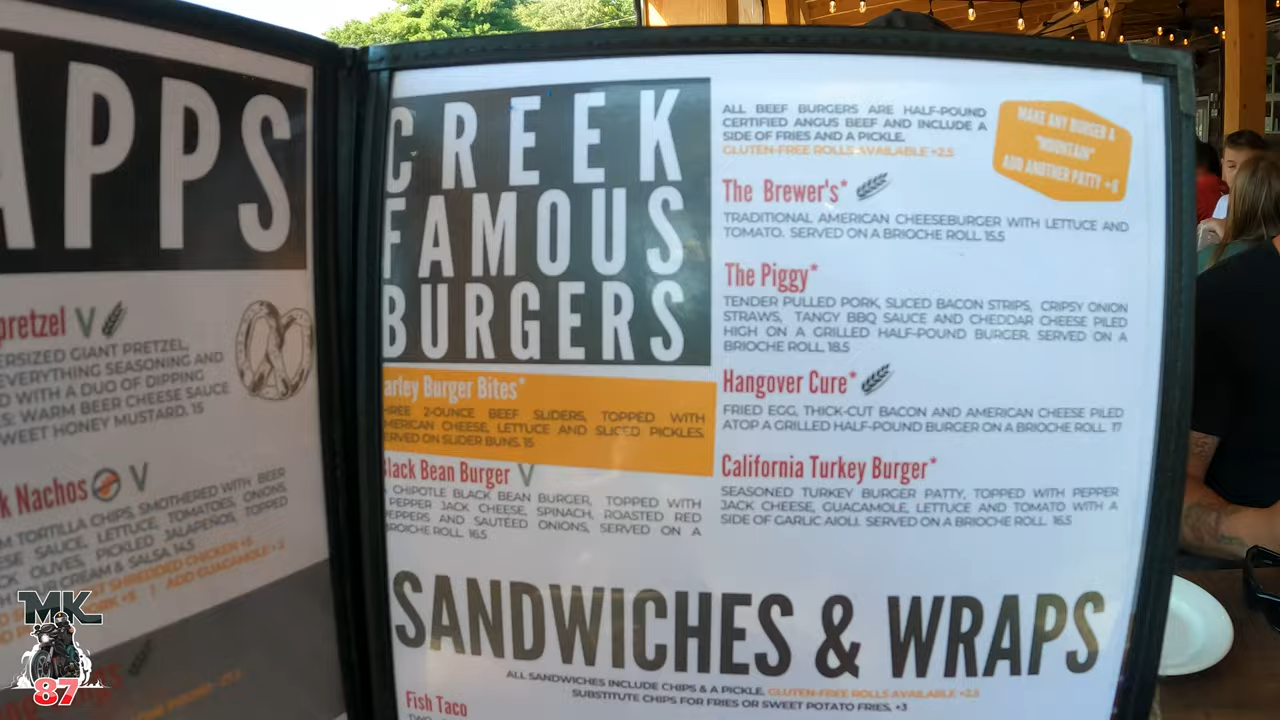 APPS
pretzel V
ERSIZED GIANT PRETZEL,
EVERYTHING SEASONING AND
D WITH A DUO OF DIPPING
S: WARM BEER CHEESE SAUCE
WEET HONEY MUSTARD. 15
k Nachos V
M TORTILLA CHIPS, SMOTHERED WITH BEER
ESE SAUCE, LETTUCE, TOMATOES, ONIONS,
CK OLIVES, PICKLED JALAPEÑOS, TOPPED
UR CREAM & SALSA 14.5
SHREDDED CHICKEN +5
ADD GUACAMOLE
CREEK
FAMOUS
BURGERS
arley Burger Bites*
HREE 2-OUNCE BEEF SLIDERS, TOPPED WITH
MERICAN CHEESE, LETTUCE AND SLICED PICKLES.
ERVED ON SLIDER BUNS. 15
Black Bean Burger V
CHIPOTLE BLACK BEAN BURGER, TOPPED WITH
PEPPER JACK CHEESE, SPINACH, ROASTED RED
EPPERS AND SAUTÉED ONIONS, SERVED ON A
BRIOCHE ROLL. 16.5
ALL BEEF BURGERS ARE HALF-POUND
CERTIFIED ANGUS BEEF AND INCLUDE A
SIDE OF FRIES AND A PICKLE.
GLUTEN-FREE ROLLS AVAILABLE +2.5
MAKE ANY BURGER A
"MOUNTAIN"
ADD ANOTHER PATTY +6
The Brewer's*
TRADITIONAL AMERICAN CHEESEBURGER WITH LETTUCE AND
TOMATO. SERVED ON A BRIOCHE ROLL. 15.5
The Piggy*
TENDER PULLED PORK, SLICED BACON STRIPS, CRIPSY ONION
STRAWS, TANGY BBQ SAUCE AND CHEDDAR CHEESE PILED
HIGH ON A GRILLED HALF-POUND BURGER, SERVED ON A
BRIOCHE ROLL. 18.5
Hangover Cure*
FRIED EGG, THICK-CUT BACON AND AMERICAN CHEESE PILED
ATOP A GRILLED HALF-POUND BURGER ON A BRIOCHE ROLL. 17
California Turkey Burger*
SEASONED TURKEY BURGER PATTY, TOPPED WITH PEPPER
JACK CHEESE, GUACAMOLE, LETTUCE AND TOMATO WITH A
SIDE OF GARLIC AIOLI. SERVED ON A BRIOCHE ROLL. 16.5
SANDWICHES & WRAPS
ALL SANDWICHES INCLUDE CHIPS & A PICKLE. GLUTEN-FREE ROLLS AVAILABLE +2.5
SUBSTITUTE CHIPS FOR FRIES OR SWEET POTATO FRIES, +3
Fish Taco
MK
87